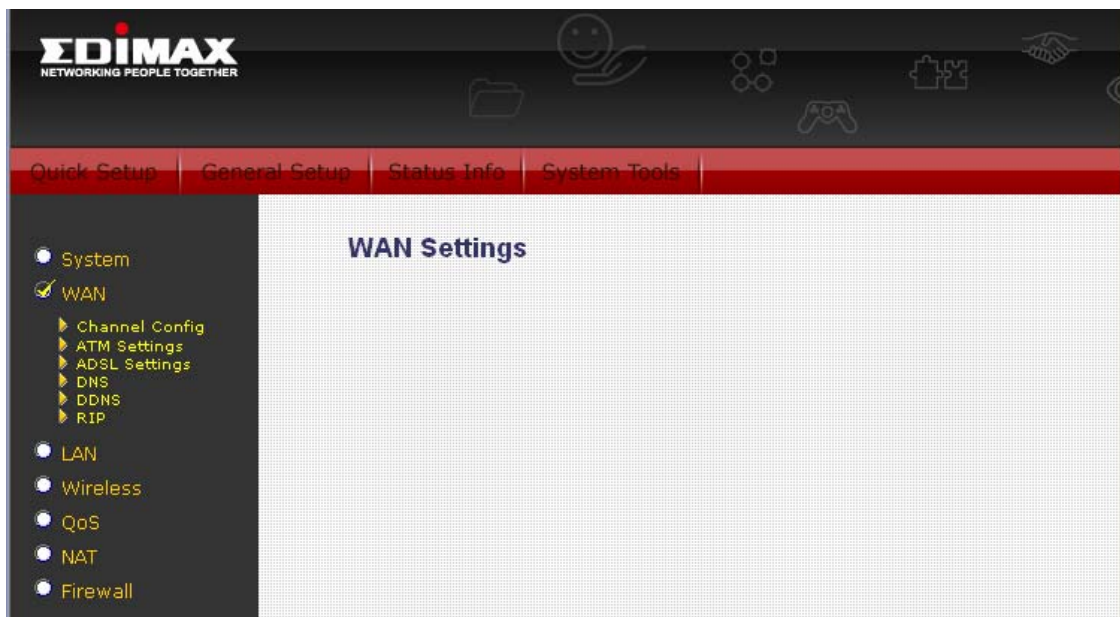 EDIMAX
NETWORKING PEOPLE TOGETHER
Quick Setup General Setup Status Info System Tools
System
WAN
Channel Config
ATM Settings
ADSL Settings
DNS
DDNS
RIP
LAN
Wireless
QoS
NAT
Firewall
WAN Settings